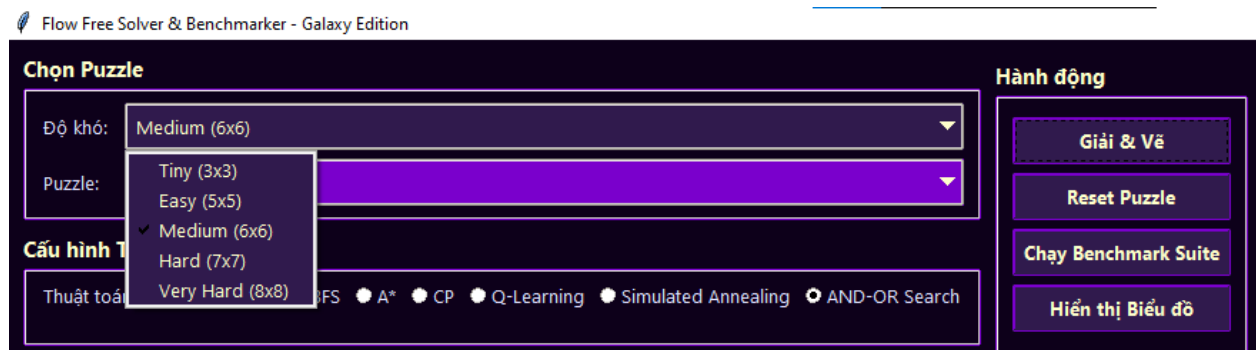 Flow Free Solver & Benchmarker - Galaxy Edition
Chọn Puzzle
Độ khó: Medium (6x6)
Tiny (3x3)
Easy (5x5)
Medium (6x6)
Hard (7x7)
Very Hard (8x8)
Puzzle:
Cấu hình
Thuật A* CP Q-Learning Simulated Annealing AND-OR Search
Hành động
Giải & Vẽ
Reset Puzzle
Chạy Benchmark Suite
Hiển thị Biểu đồ